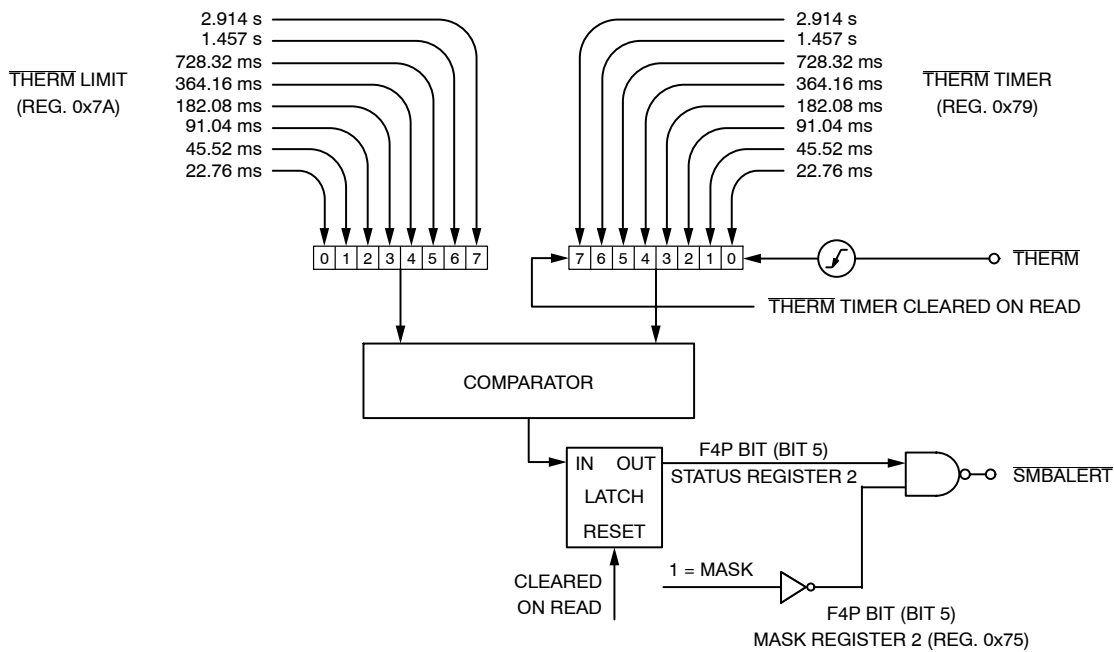 2.914 s
1.457 s
728.32 ms
364.16 ms
182.08 ms
91.04 ms
45.52 ms
22.76 ms
THERM LIMIT
(REG. 0x7A)
2.914 s
1.457 s
728.32 ms
364.16 ms
182.08 ms
91.04 ms
45.52 ms
22.76 ms
THERM TIMER
(REG. 0x79)
0 1 2 3 4 5 6 7
7 6 5 4 3 2 1 0
THERM
THERM TIMER CLEARED ON READ
COMPARATOR
IN OUT
LATCH
RESET
F4P BIT (BIT 5)
STATUS REGISTER 2
SMBALERT
CLEARED
ON READ
1 = MASK
F4P BIT (BIT 5)
MASK REGISTER 2 (REG. 0x75)